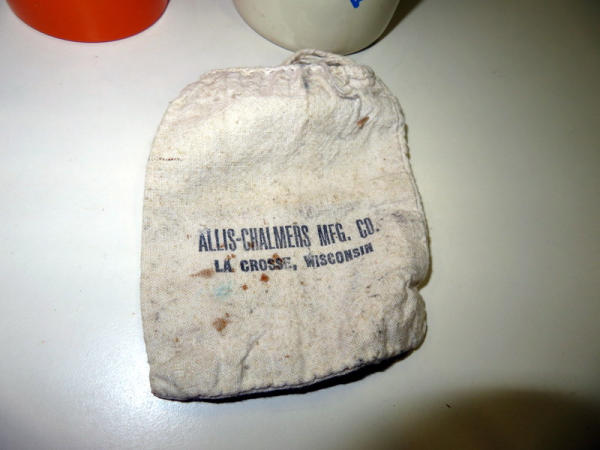 ALLIS-CHALMERS MFG. CO.
LA CROSSE, WISCONSIN